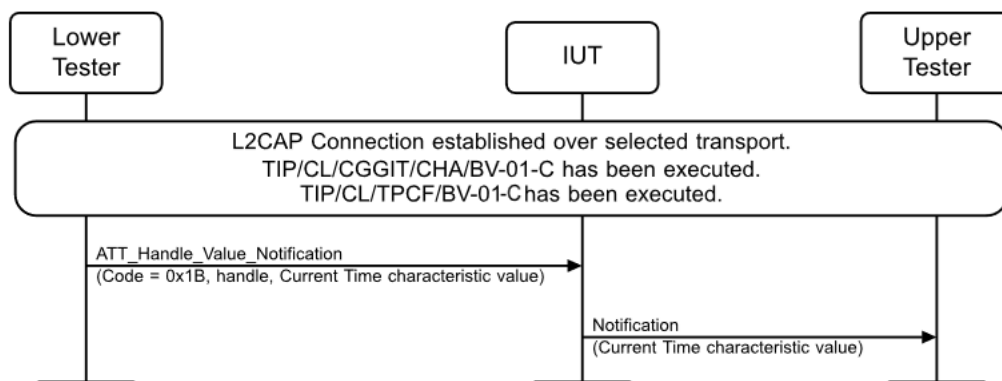 Lower
Tester
IUT
Upper
Tester
L2CAP Connection established over selected transport.
TIP/CL/CGGIT/CHA/BV-01-C has been executed.
TIP/CL/TPCF/BV-01-C has been executed.
ATT_Handle_Value_Notification
(Code = 0x1B, handle, Current Time characteristic value)
Notification
(Current Time characteristic value)